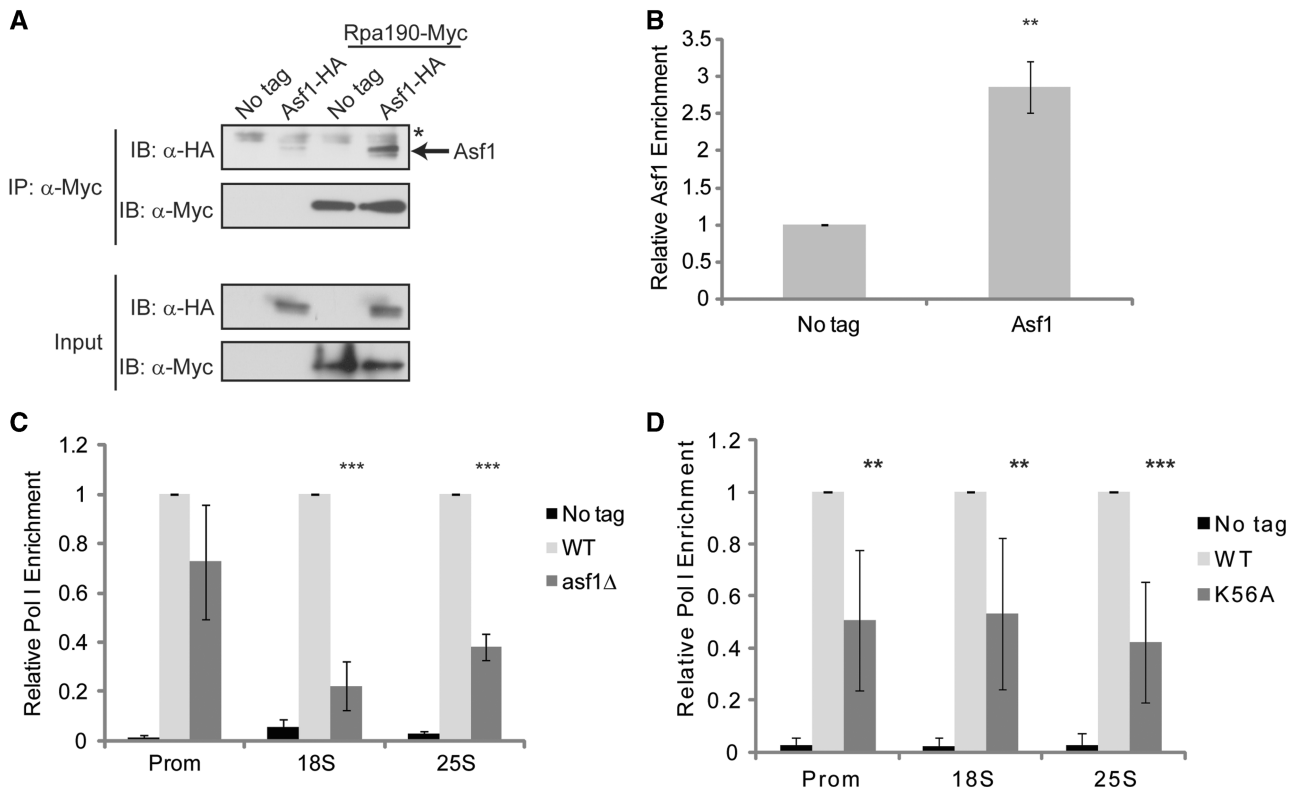 A
Rpa190-Myc
No tag
Asf1-HA
No tag
Asf1-HA
*
IP: α-Myc
IB: α-HA
Asf1
IB: α-Myc
Input
IB: α-HA
IB: α-Myc
B
Relative Asf1 Enrichment
3.5
3
2.5
2
1.5
1
0.5
0
**
No tag
Asf1
C
Relative Pol I Enrichment
1.2
1
0.8
0.6
0.4
0.2
0
***
***
Prom
18S
25S
No tag
WT
asf1Δ
D
Relative Pol I Enrichment
1.2
1
0.8
0.6
0.4
0.2
0
**
**
***
Prom
18S
25S
No tag
WT
K56A